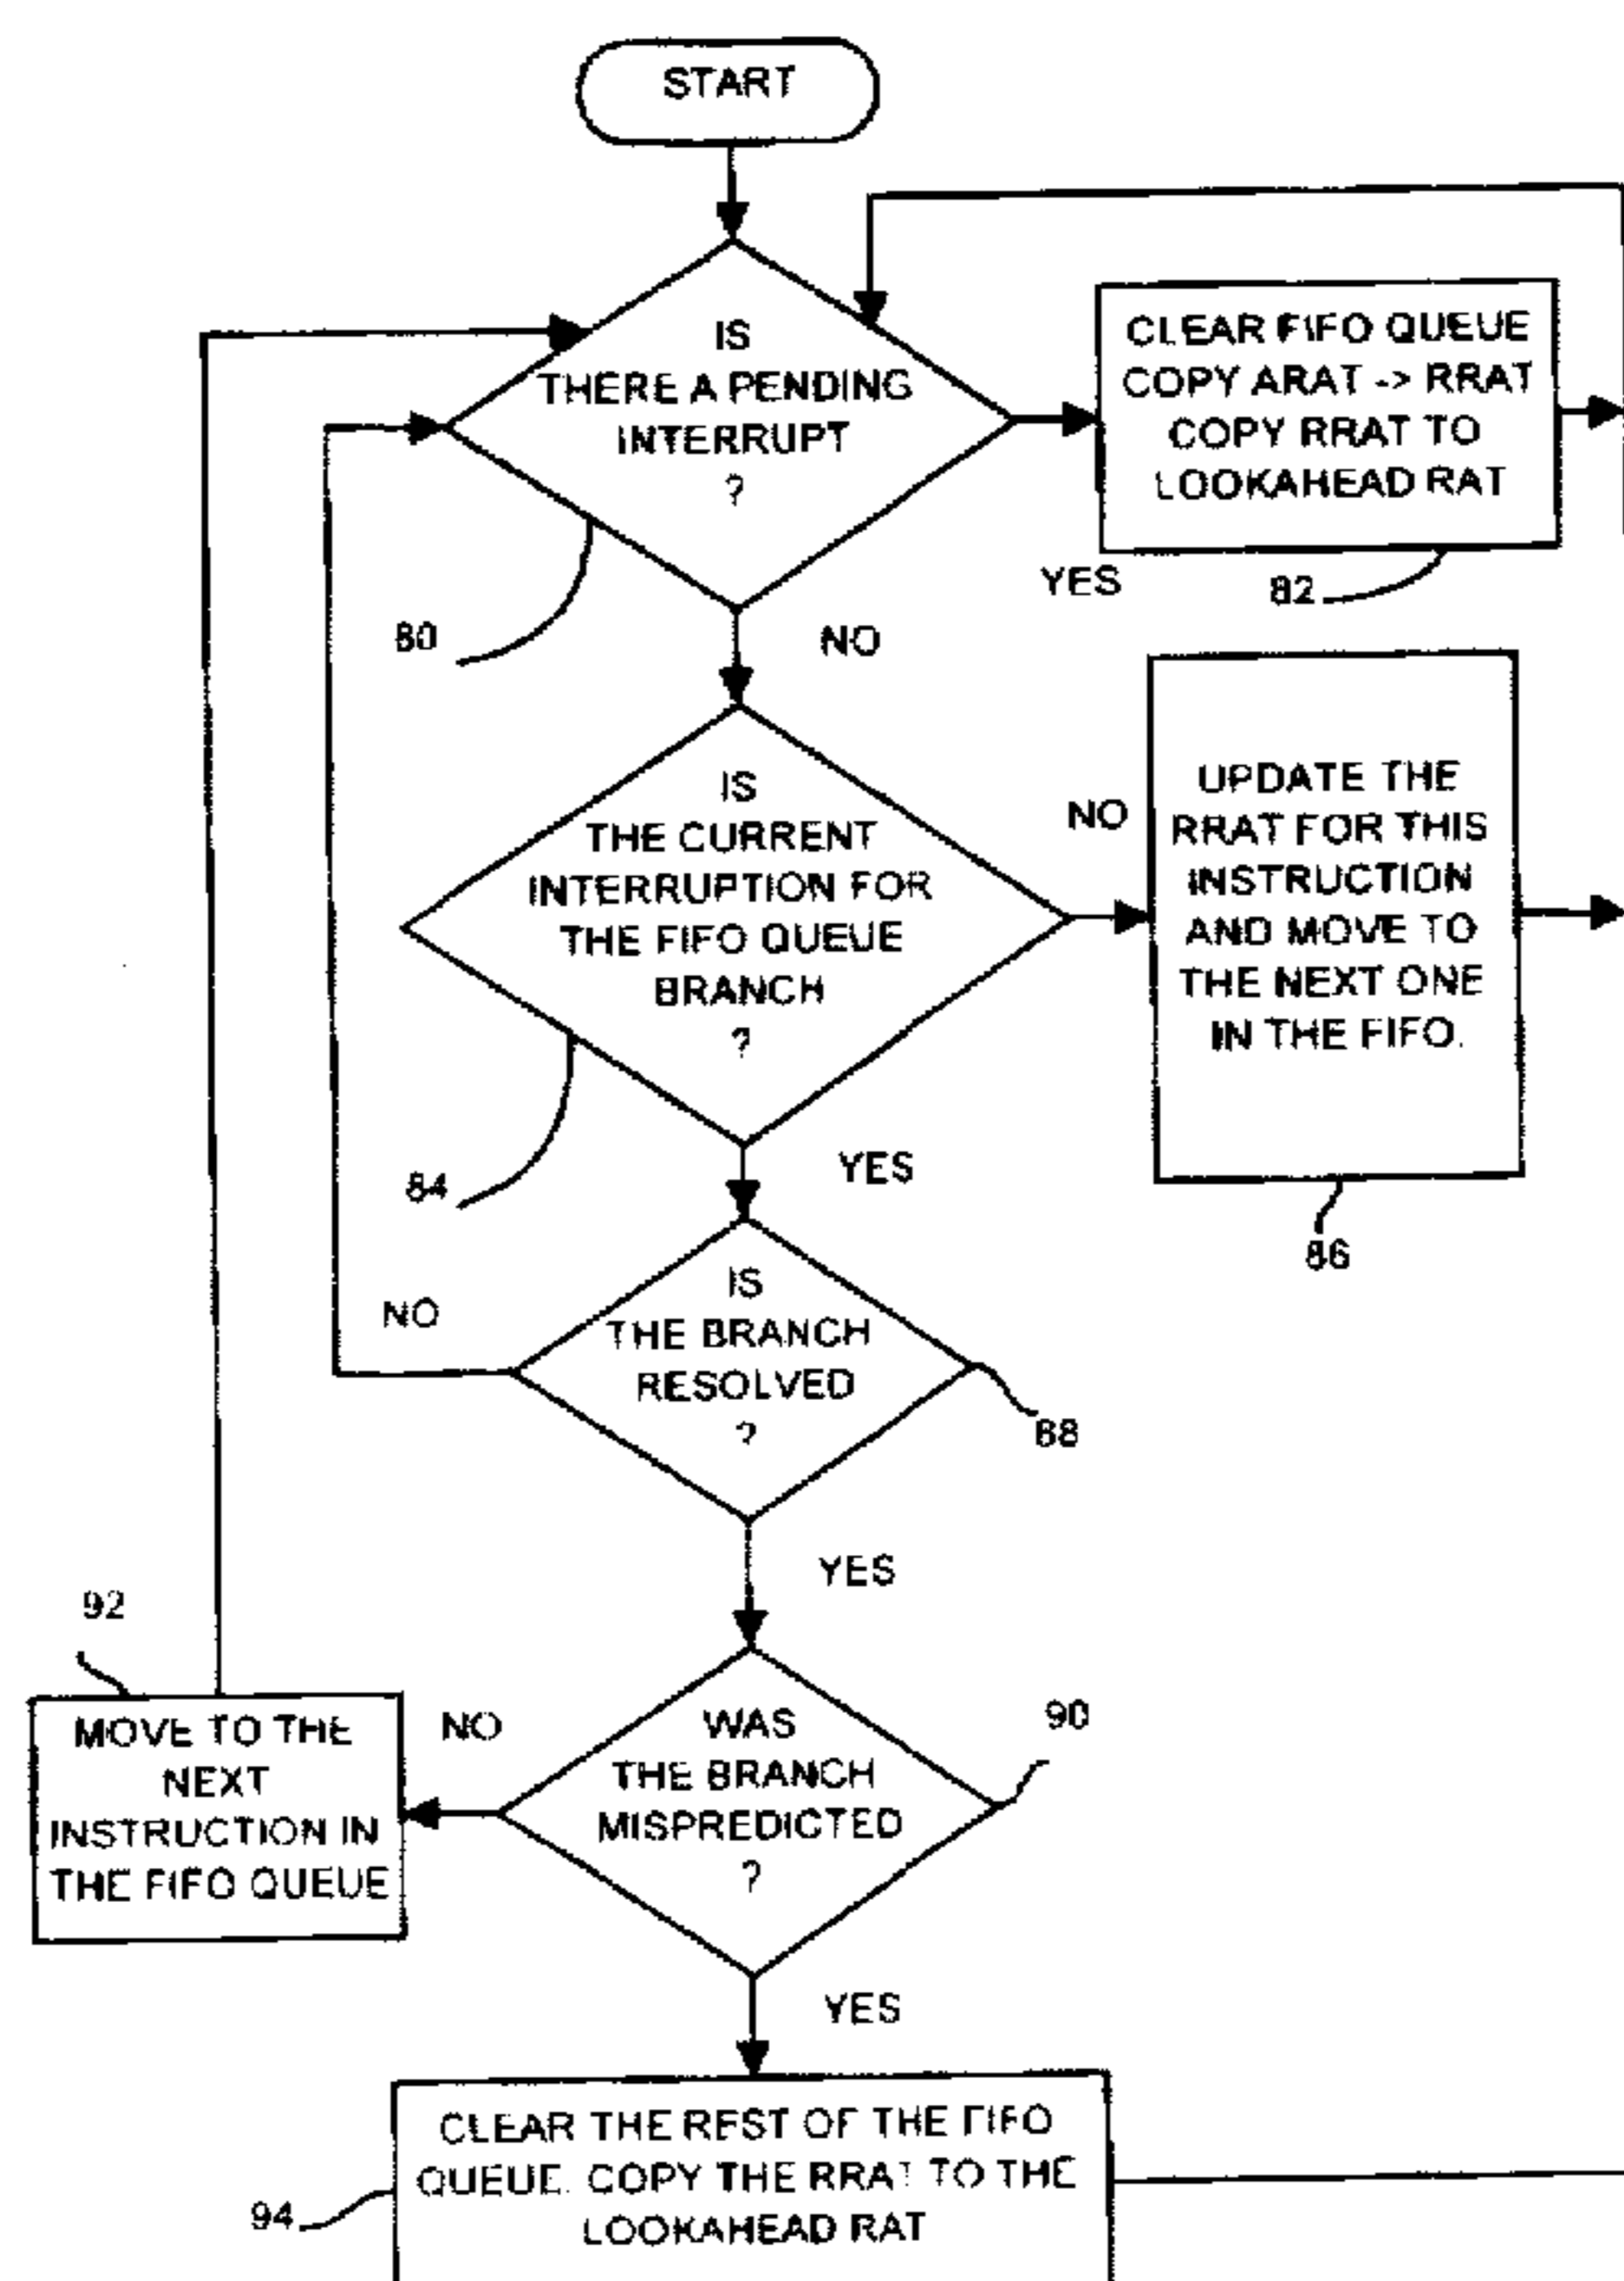 START
IS
THERE A PENDING
INTERRUPT
?
80
NO
YES
CLEAR FIFO QUEUE
COPY ARAT -> RRAT
COPY RRAT TO
LOOKAHEAD RAT
82
IS
THE CURRENT
INTERRUPTION FOR
THE FIFO QUEUE
BRANCH
?
84
NO
YES
UPDATE THE
RRAT FOR THIS
INSTRUCTION
AND MOVE TO
THE NEXT ONE
IN THE FIFO.
86
IS
THE BRANCH
RESOLVED
?
88
NO
YES
WAS
THE BRANCH
MISPREDICTED
?
90
NO
YES
92
MOVE TO THE
NEXT
INSTRUCTION IN
THE FIFO QUEUE
CLEAR THE REST OF THE FIFO
QUEUE. COPY THE RRAT TO THE
LOOKAHEAD RAT
94